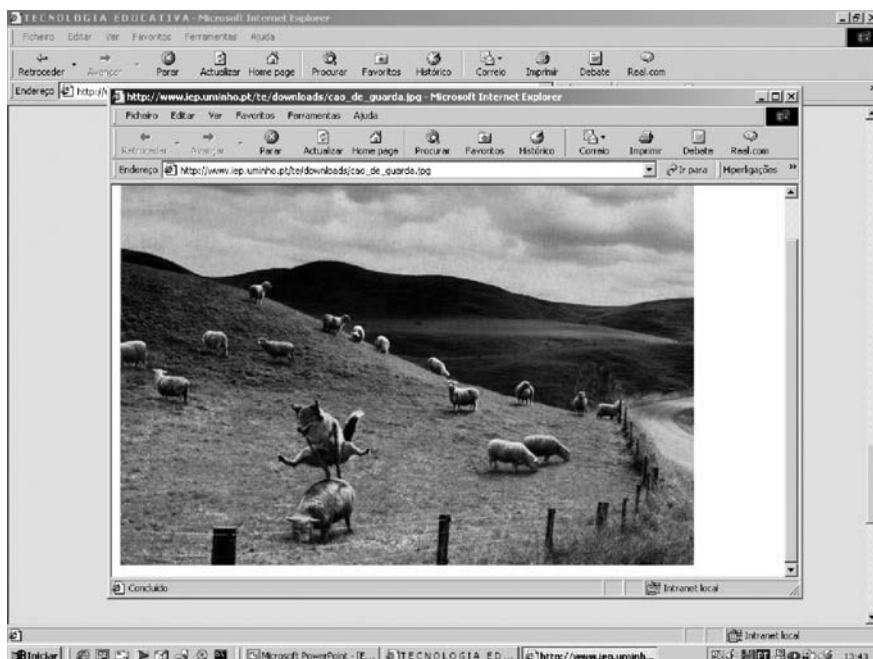 TECNOLOGIA EDUCATIVA - Microsoft Internet Explorer
Ficheiro Editar Ver Favoritos Ferramentas Ajuda
Retroceder Avançar Parar Actualizar Home page Procurar Favoritos Histórico Correio Imprimir Debate Real.com
Endereço http://w
http://www.iep.uminho.pt/te/downloads/cao_de_guarda.jpg - Microsoft Internet Explorer
Ficheiro Editar Ver Favoritos Ferramentas Ajuda
Retroceder Avançar Parar Actualizar Home page Procurar Favoritos Histórico Correio Imprimir Debate Real.com
Endereço http://www.iep.uminho.pt/te/downloads/cao_de_guarda.jpg Ir para Hiperligações »
Concluído Intranet local
Intranet local
Iniciar Microsoft PowerPoint - [E... TECNOLOGIA ED... http://www.iep.uminh... 13:43